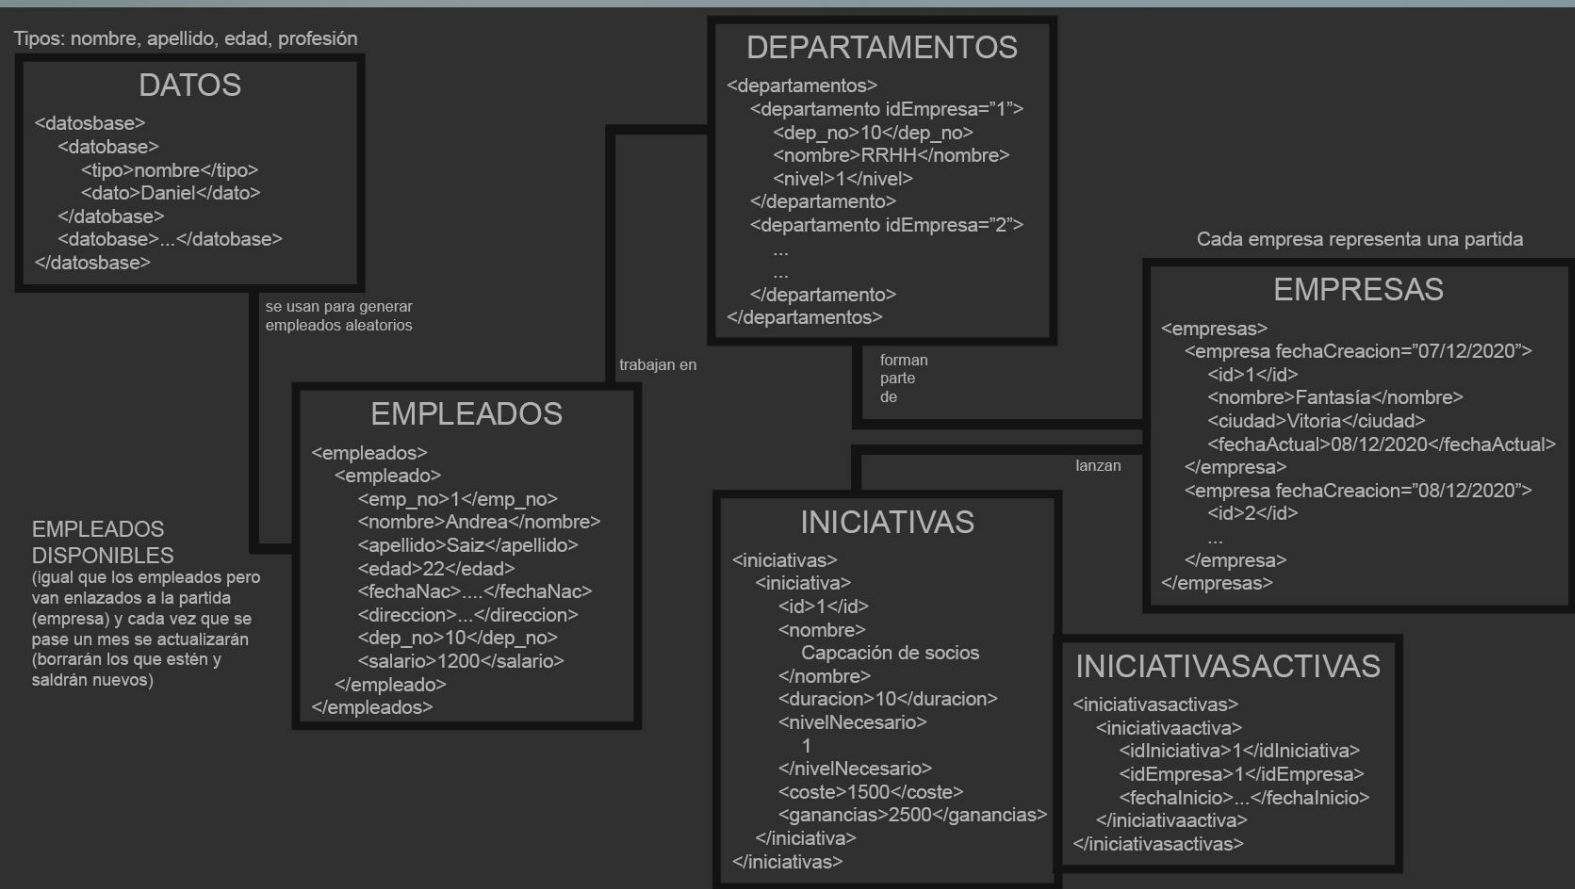 Tipos: nombre, apellido, edad, profesión
DATOS
<datosbase>
<datobase>
<tipo>nombre</tipo>
<dato>Daniel</dato>
</datobase>
<datobase>...</datobase>
</datosbase>
se usan para generar
empleados aleatorios
DEPARTAMENTOS
<departamentos>
<departamento idEmpresa="1">
<dep_no>10</dep_no>
<nombre>RRHH</nombre>
<nivel>1</nivel>
</departamento>
<departamento idEmpresa="2">
...
...
</departamento>
</departamentos>
trabajan en
forman
parte
de
Cada empresa representa una partida
EMPRESAS
<empresas>
<empresa fechaCreacion="07/12/2020">
<id>1</id>
<nombre>Fantasía</nombre>
<ciudad>Vitoria</ciudad>
<fechaActual>08/12/2020</fechaActual>
</empresa>
<empresa fechaCreacion="08/12/2020">
<id>2</id>
...
</empresa>
</empresas>
lanzan
EMPLEADOS
<empleados>
<empleado>
<emp_no>1</emp_no>
<nombre>Andrea</nombre>
<apellido>Saiz</apellido>
<edad>22</edad>
<fechaNac>....</fechaNac>
<direccion>...</direccion>
<dep_no>10</dep_no>
<salario>1200</salario>
</empleado>
</empleados>
EMPLEADOS
DISPONIBLES
(igual que los empleados pero
van enlazados a la partida
(empresa) y cada vez que se
pase un mes se actualizarán
(borrarán los que estén y
saldrán nuevos)
INICIATIVAS
<iniciativas>
<iniciativa>
<id>1</id>
<nombre>
Capcación de socios
</nombre>
<duracion>10</duracion>
<nivelNecesario>
1
</nivelNecesario>
<coste>1500</coste>
<ganancias>2500</ganancias>
</iniciativa>
</iniciativas>
INICIATIVASACTIVAS
<iniciativasactivas>
<iniciativaactiva>
<idIniciativa>1</idIniciativa>
<idEmpresa>1</idEmpresa>
<fechaInicio>...</fechaInicio>
</iniciativaactiva>
</iniciativasactivas>